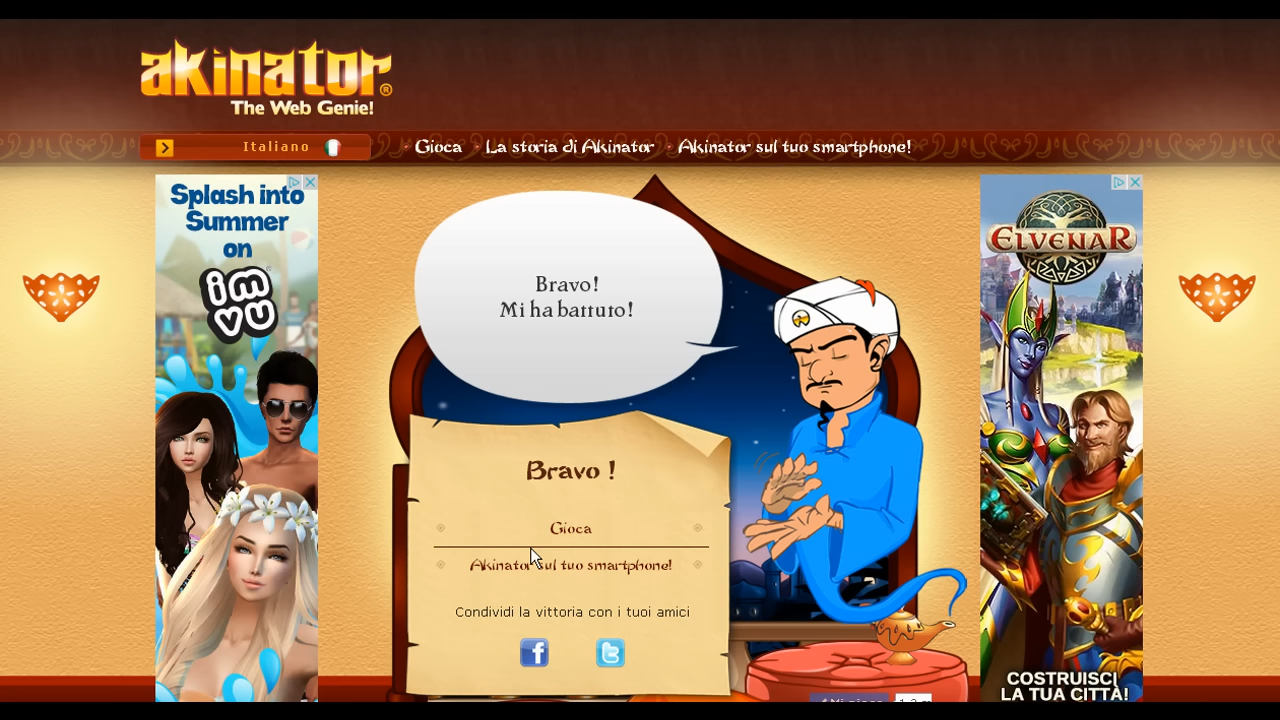 akinator®
The Web Genie!
Italiano
· Gioca · La storia di Akinator · Akinator sul tuo smartphone!
Splash into
Summer
on
imvu
Bravo!
Mi ha battuto!
ELVENAR
Bravo !
Gioca
Akinator sul tuo smartphone!
Condividi la vittoria con i tuoi amici
f t
COSTRUISCI
LA TUA CITTÀ!
Mi piace